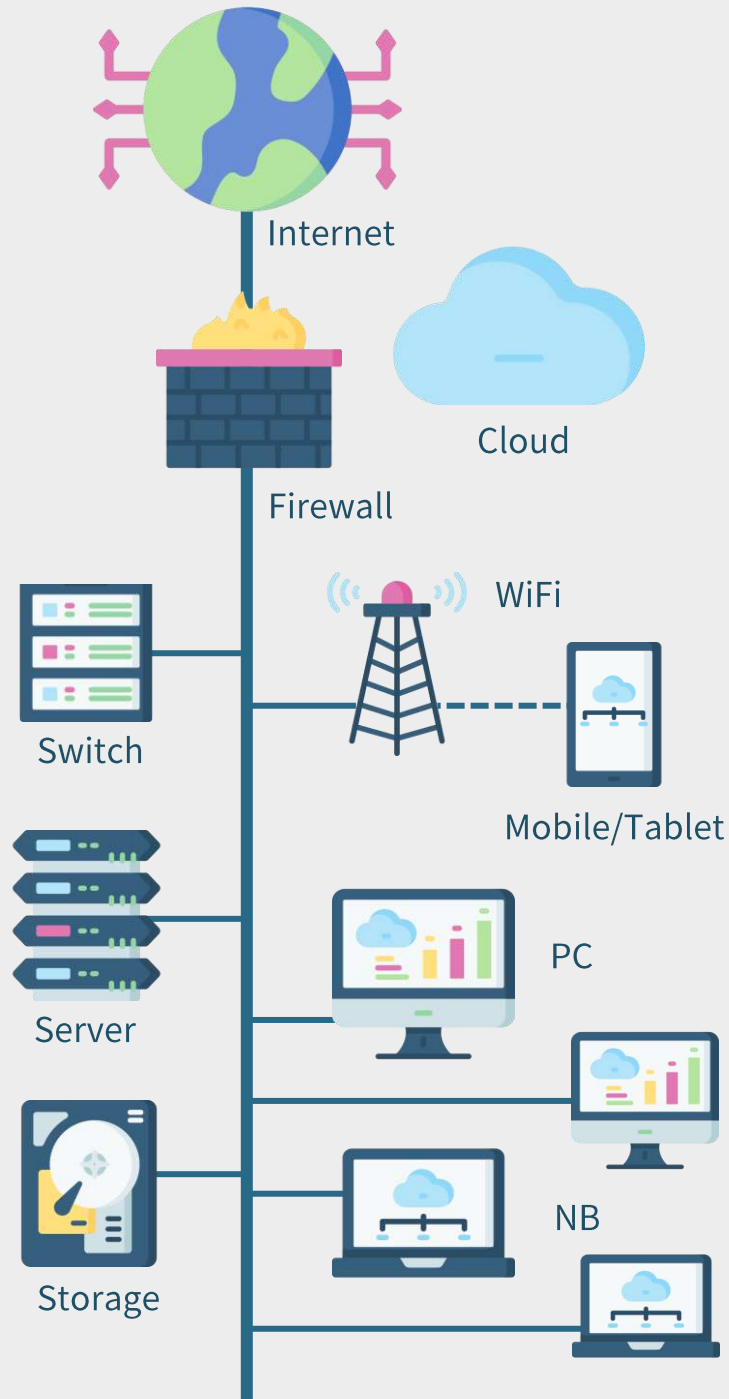 Internet
Cloud
Firewall
WiFi
Switch
Mobile/Tablet
PC
Server
NB
Storage